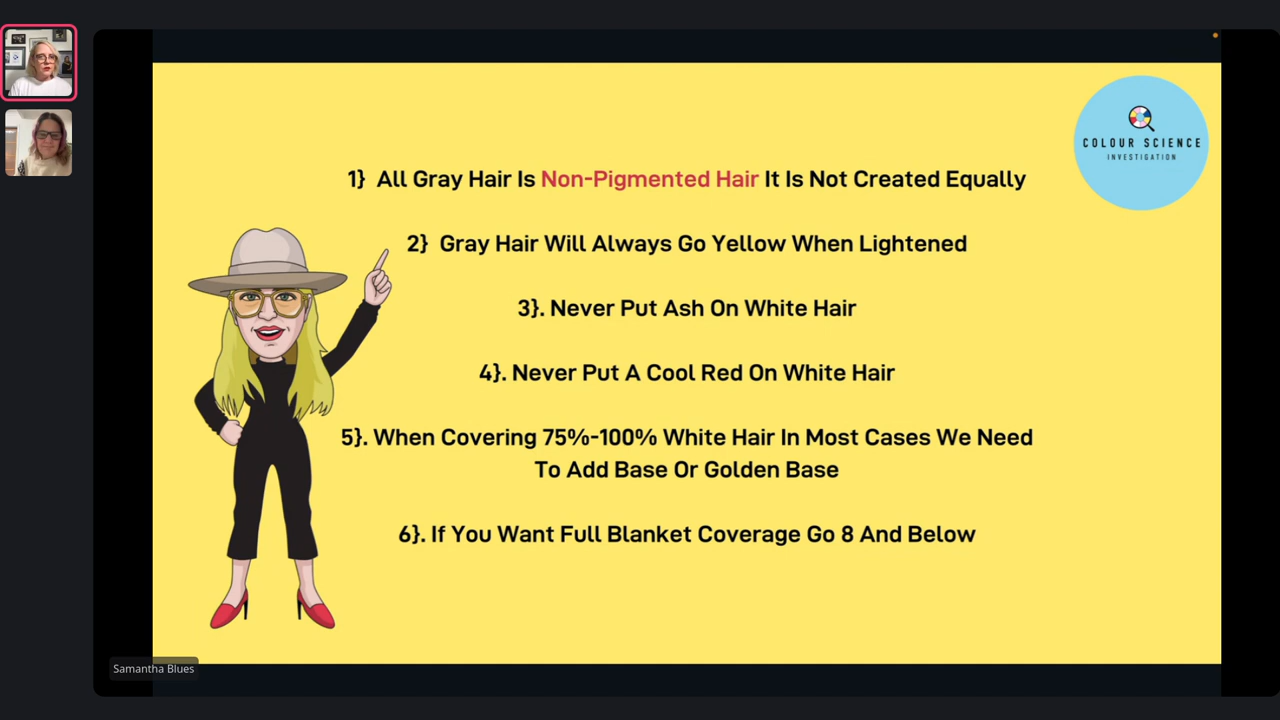 COLOUR SCIENCE
INVESTIGATION
1} All Gray Hair Is Non-Pigmented Hair It Is Not Created Equally
2} Gray Hair Will Always Go Yellow When Lightened
3}. Never Put Ash On White Hair
4}. Never Put A Cool Red On White Hair
5}. When Covering 75%-100% White Hair In Most Cases We Need
To Add Base Or Golden Base
6}. If You Want Full Blanket Coverage Go 8 And Below
Samantha Blues